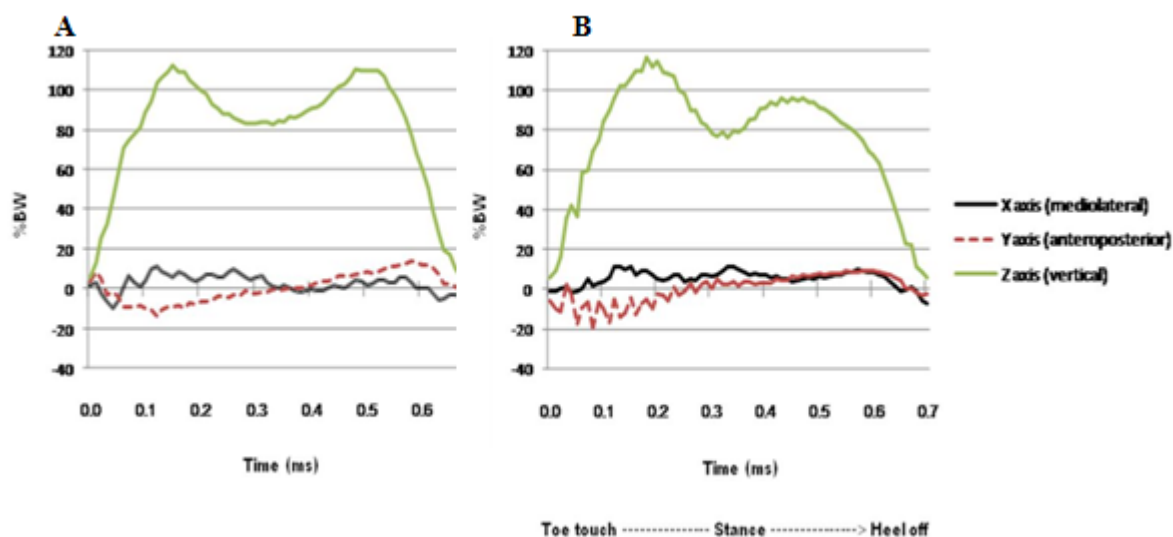 A
B
120
100
80
60
40
20
0
-20
-40
%BW
0.0 0.1 0.2 0.3 0.4 0.5 0.6
Time (ms)
120
100
80
60
40
20
0
-20
-40
%BW
0.0 0.1 0.2 0.3 0.4 0.5 0.6 0.7
Time (ms)
X axis (mediolateral)
Y axis (anteroposterior)
Z axis (vertical)
Toe touch ---------------- Stance ----------------> Heel off